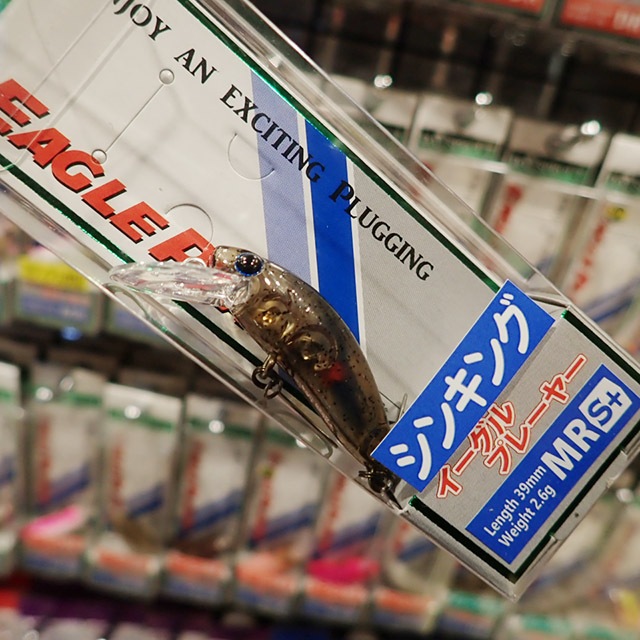 ENJOY AN EXCITING PLUGGING
EAGLE
シンキング
イーグル
プレーヤー
MR S+
Length 39mm
Weight 2.6g